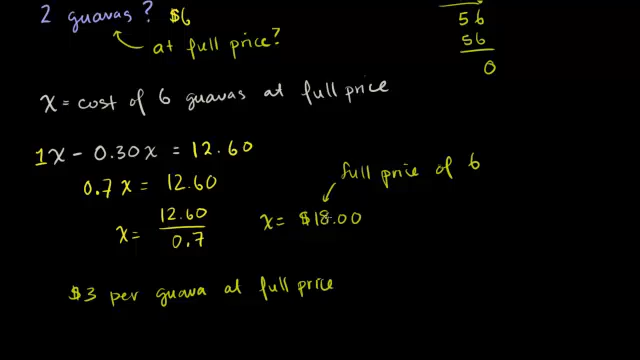 2 guavas? $6
at full price?
56
56
0
x = cost of 6 guavas at full price
1x - 0.30x = 12.60
0.7x = 12.60
full price of 6
x = 12.60 / 0.7
x = $18.00
$3 per guava at full price